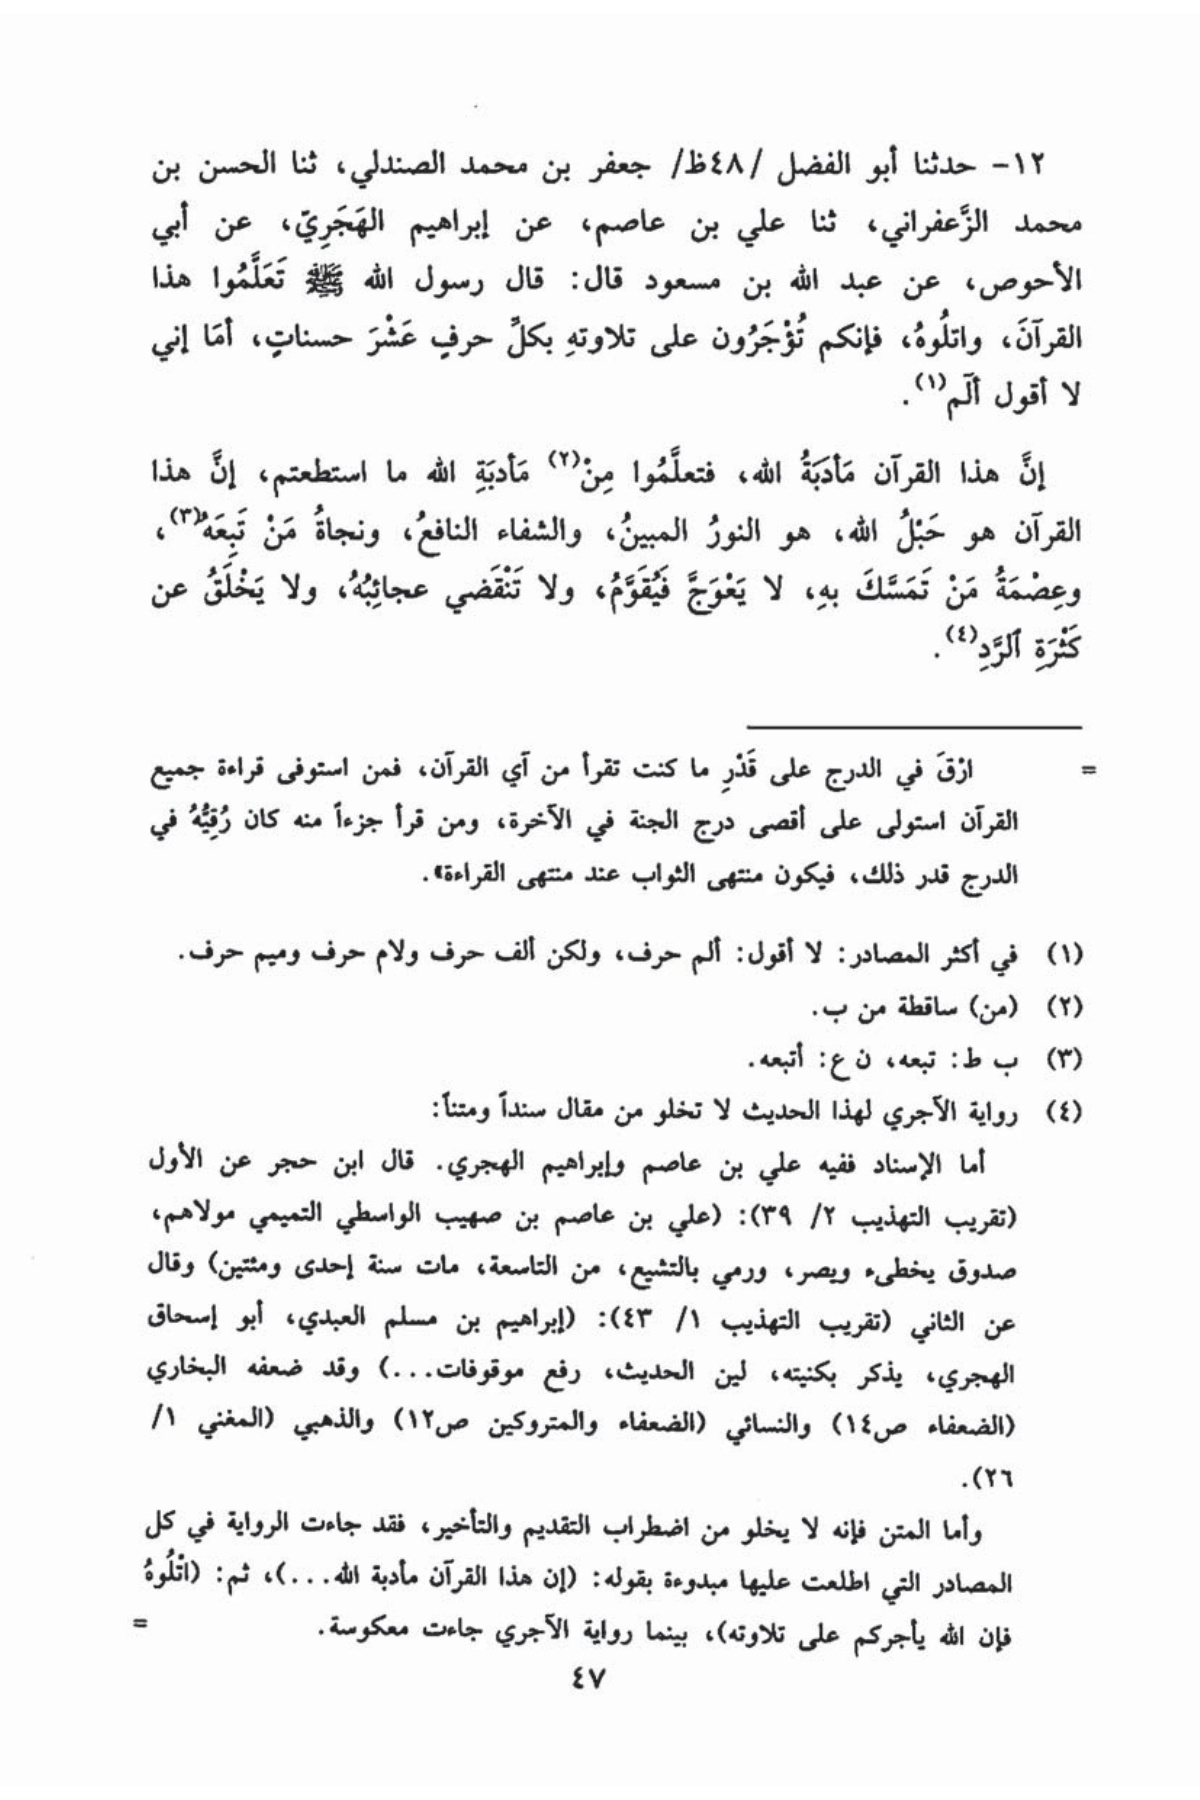 ١٢- حدثنا أبو الفضل /٤٨ظ/ جعفر بن محمد الصندلي، ثنا الحسن بن
محمد الزَّعفراني، ثنا علي بن عاصم، عن إبراهيم الهَجَرِيّ، عن أبي
الأحوص، عن عبد الله بن مسعود قال: قال رسول الله ﷺ تَعَلَّمُوا هذا
القرآنَ، واتلُوهُ، فإنكم تُؤْجَرُون على تلاوتهِ بكلِّ حرفٍ عَشْرَ حسناتٍ، أمَا إني
لا أقول ألٓم(١).
إنَّ هذا القرآن مَأدَبَةُ الله، فتعلَّمُوا مِنْ(٢) مَأدبَةِ الله ما استطعتم، إنَّ هذا
القرآن هو حَبْلُ الله، هو النورُ المبينُ، والشفاء النافعُ، ونجاةُ مَنْ تَبِعَهُ(٣)،
وعِصْمَةُ مَنْ تَمَسَّكَ بهِ، لا يَعْوَجَّ فَيُقَوَّمُ، ولا تَنْقَضي عجائِبُهُ، ولا يَخْلَقُ عن
كَثْرَةِ ٱلرَّدِ(٤).
= ارْقَ في الدرج على قَدْرِ ما كنت تقرأ من آي القرآن، فمن استوفى قراءة جميع
القرآن استولى على أقصى درج الجنة في الآخرة، ومن قرأ جزءاً منه كان رُقِيُّهُ في
الدرج قدر ذلك، فيكون منتهى الثواب عند منتهى القراءة».
(١) في أكثر المصادر: لا أقول: ألم حرف، ولكن ألف حرف ولام حرف وميم حرف.
(٢) (من) ساقطة من ب.
(٣) ب ط: تبعه، ن ع: أتبعه.
(٤) رواية الآجري لهذا الحديث لا تخلو من مقال سنداً ومتناً:
أما الإسناد ففيه علي بن عاصم وإبراهيم الهجري. قال ابن حجر عن الأول
(تقريب التهذيب ٢/ ٣٩): (علي بن عاصم بن صهيب الواسطي التميمي مولاهم،
صدوق يخطىء ويصر، ورمي بالتشيع، من التاسعة، مات سنة إحدى ومئتين) وقال
عن الثاني (تقريب التهذيب ١/ ٤٣): (إبراهيم بن مسلم العبدي، أبو إسحاق
الهجري، يذكر بكنيته، لين الحديث، رفع موقوفات...) وقد ضعفه البخاري
(الضعفاء ص١٤) والنسائي (الضعفاء والمتروكين ص١٢) والذهبي (المغني ١/
٢٦).
وأما المتن فإنه لا يخلو من اضطراب التقديم والتأخير، فقد جاءت الرواية في كل
المصادر التي اطلعت عليها مبدوءة بقوله: (إن هذا القرآن مأدبة الله...)، ثم: (اتْلُوهُ
فإن الله يأجركم على تلاوته)، بينما رواية الآجري جاءت معكوسة. =
٤٧